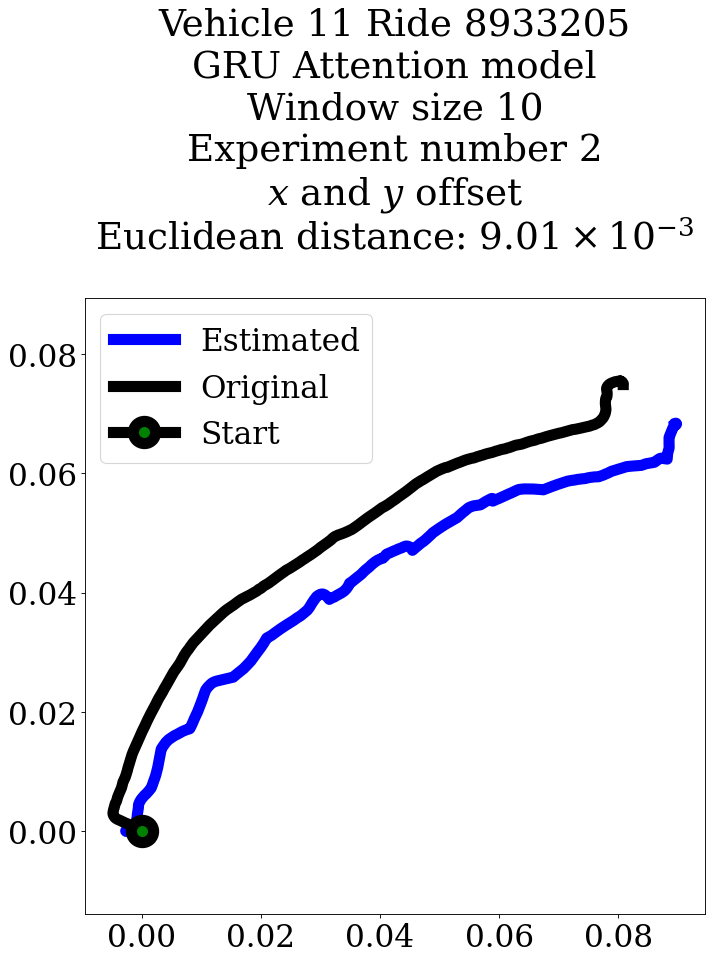 Vehicle 11 Ride 8933205
GRU Attention model
Window size 10
Experiment number 2
x and y offset
Euclidean distance: 9.01 × 10⁻³
Estimated
Original
Start
0.08
0.06
0.04
0.02
0.00
0.00 0.02 0.04 0.06 0.08